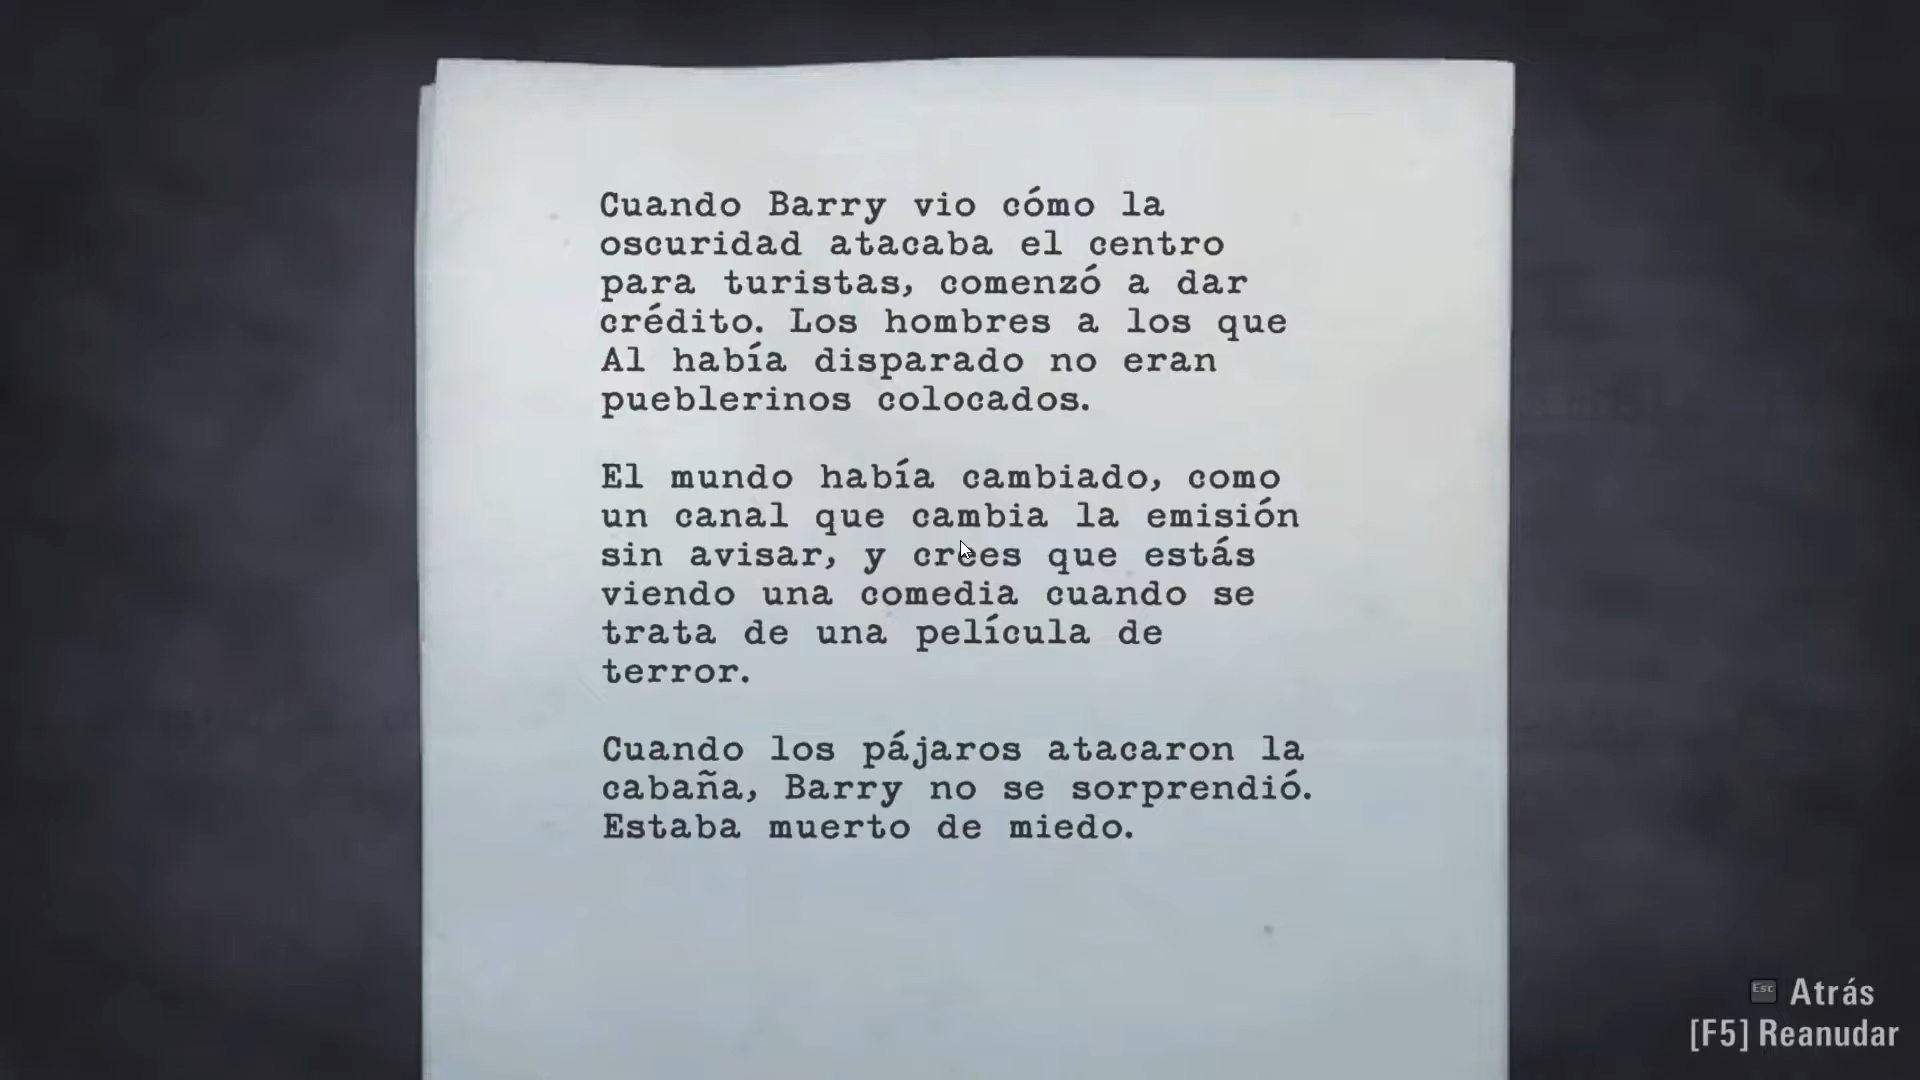 Cuando Barry vio cómo la
oscuridad atacaba el centro
para turistas, comenzó a dar
crédito. Los hombres a los que
Al había disparado no eran
pueblerinos colocados.
El mundo había cambiado, como
un canal que cambia la emisión
sin avisar, y crees que estás
viendo una comedia cuando se
trata de una película de
terror.
Cuando los pájaros atacaron la
cabaña, Barry no se sorprendió.
Estaba muerto de miedo.
Esc Atrás
[F5] Reanudar